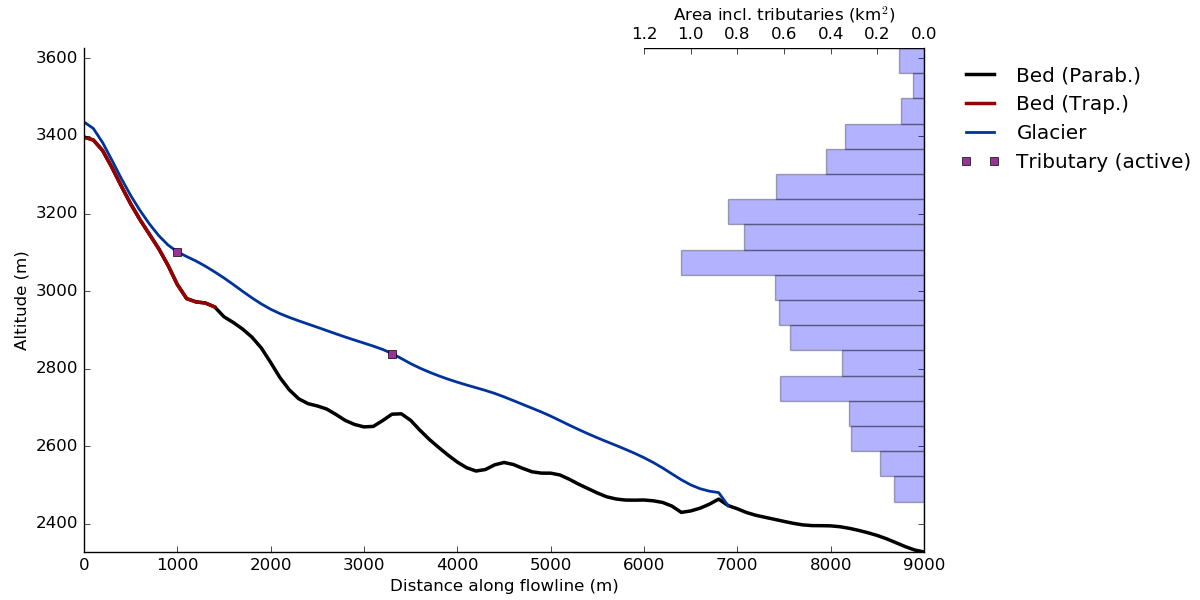 Area incl. tributaries (km²)
1.2 1.0 0.8 0.6 0.4 0.2 0.0
3600
3400
3200
3000
2800
2600
2400
Altitude (m)
0 1000 2000 3000 4000 5000 6000 7000 8000 9000
Distance along flowline (m)
Bed (Parab.)
Bed (Trap.)
Glacier
Tributary (active)